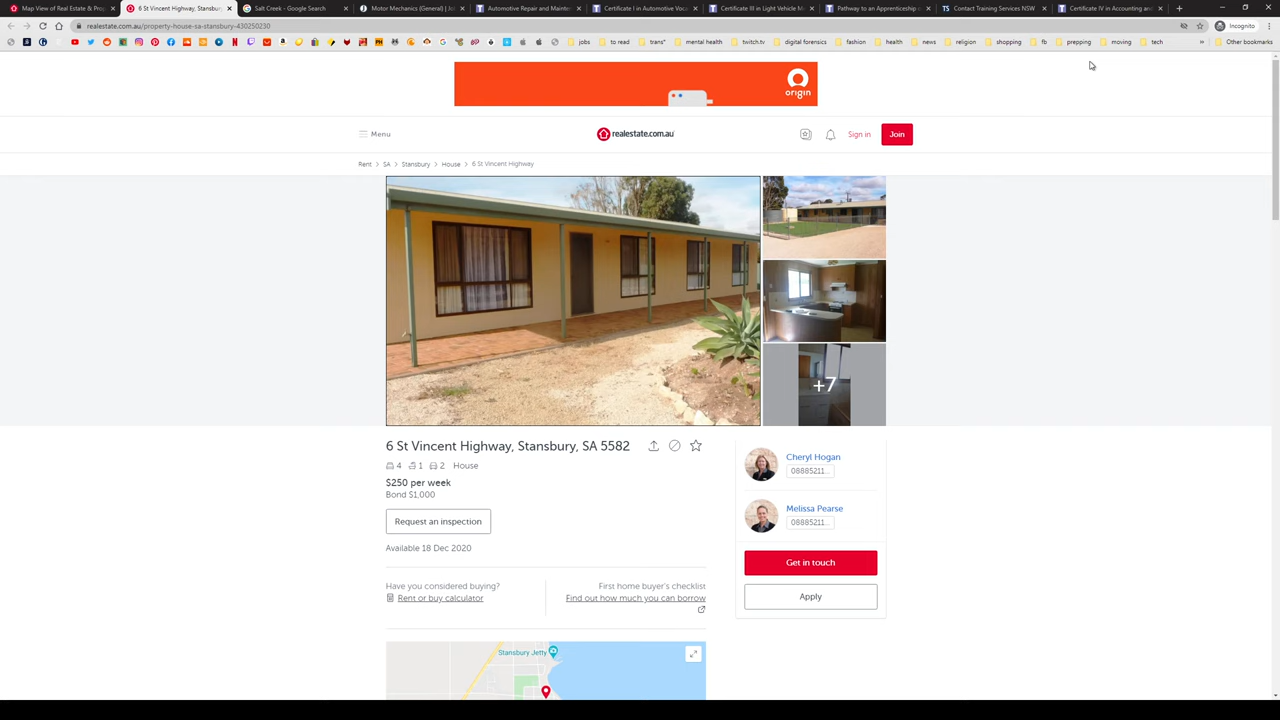 Map View of Real Estate & Prop
6 St Vincent Highway, Stansbury
Salt Creek - Google Search
Motor Mechanics (General) | Jo
Automotive Repair and Mainten
Certificate I in Automotive Voc
Certificate III in Light Vehicle M
Pathway to an Apprenticeship
Contact Training Services NSW
Certificate IV in Accounting an
realestate.com.au/property-house-sa-stansbury-430250230
Incognito
jobs
to read
trans*
mental health
twitch.tv
digital forensics
fashion
health
news
religion
shopping
fb
prepping
moving
tech
Other bookmarks
origin
Menu
realestate.com.au
Sign in
Join
Rent > SA > Stansbury > House > 6 St Vincent Highway
+7
6 St Vincent Highway, Stansbury, SA 5582
4 1 2 House
$250 per week
Bond $1,000
Request an inspection
Available 18 Dec 2020
Have you considered buying?
Rent or buy calculator
First home buyer's checklist
Find out how much you can borrow
Cheryl Hogan
08885211...
Melissa Pearse
08885211...
Get in touch
Apply
Stansbury Jetty